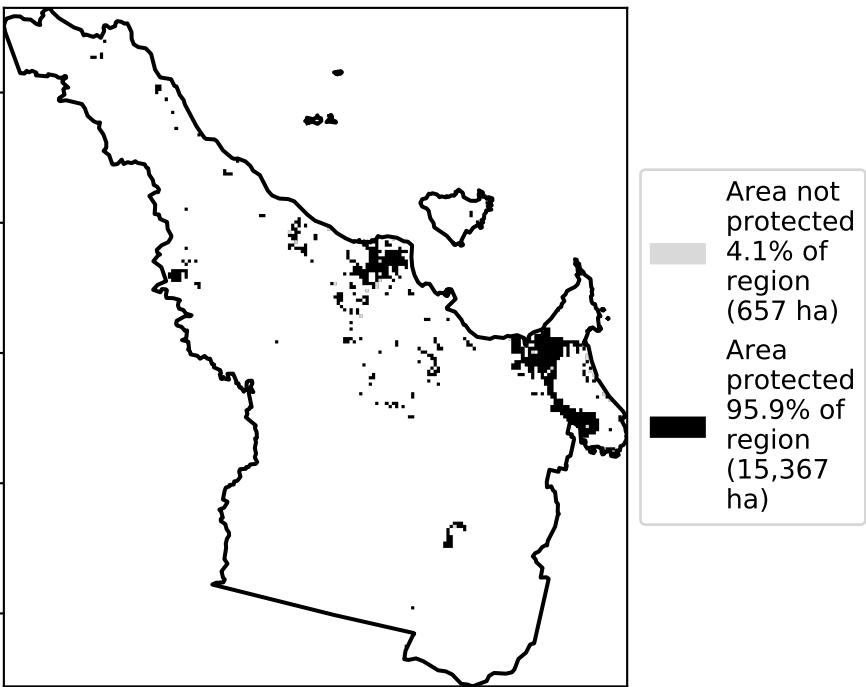 Area not
protected
4.1% of
region
(657 ha)
Area
protected
95.9% of
region
(15,367
ha)